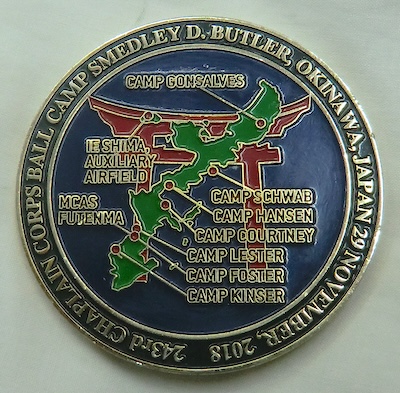 243rd CHAPLAIN CORPS BALL CAMP SMEDLEY D. BUTLER, OKINAWA, JAPAN 29 NOVEMBER, 2018
CAMP GONSALVES
IE SHIMA,
AUXILIARY
AIRFIELD
MCAS
FUTENMA
CAMP SCHWAB
CAMP HANSEN
CAMP COURTNEY
CAMP LESTER
CAMP FOSTER
CAMP KINSER